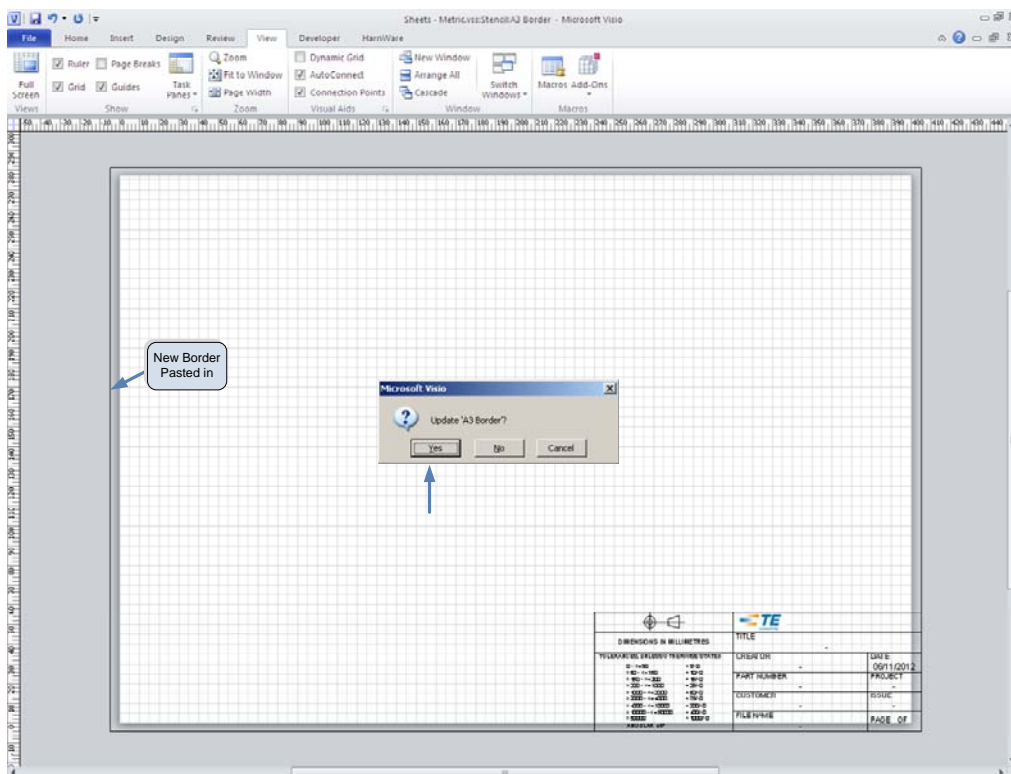 Sheets - Metric.vss:Stencil:A3 Border - Microsoft Visio
File Home Insert Design Review View Developer HarnWare
Full Screen
Views
Ruler Page Breaks
Grid Guides
Task Panes
Show
Zoom
Fit to Window
Page Width
Zoom
Dynamic Grid
AutoConnect
Connection Points
Visual Aids
New Window
Arrange All
Cascade
Switch Windows
Window
Macros Add-Ons
Macros
New Border
Pasted in
Microsoft Visio
Update 'A3 Border'?
Yes No Cancel
TE
DIMENSIONS IN MILLIMETRES
TITLE
CREATOR
DATE
06/11/2012
PART NUMBER
PROJECT
CUSTOMER
ISSUE
FILE NAME
PAGE OF